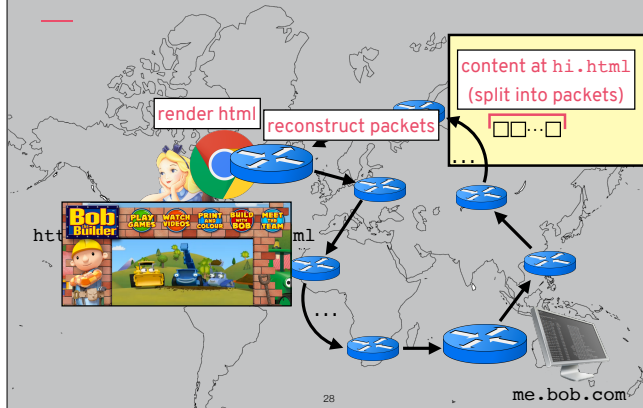 content at hi.html
(split into packets)
...
render html
reconstruct packets
...
Bob
the
Builder
PLAY
GAMES
WATCH
VIDEOS
PRINT
AND
COLOUR
BUILD
WITH
BOB
MEET
THE
TEAM
htt
ml
...
28
me.bob.com